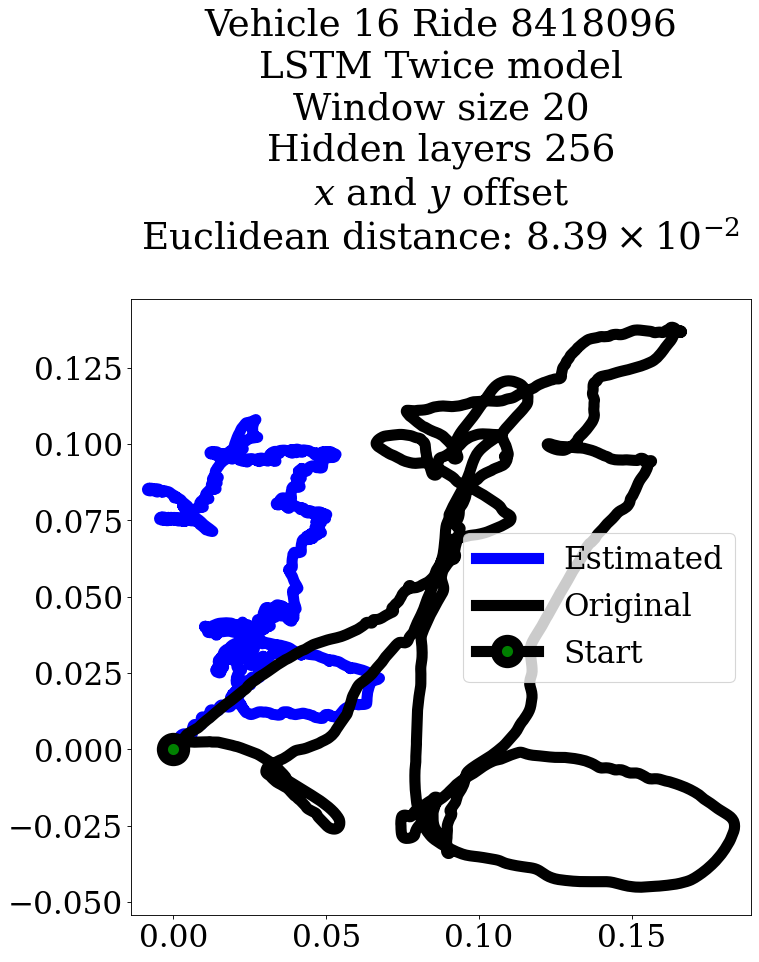 Vehicle 16 Ride 8418096
LSTM Twice model
Window size 20
Hidden layers 256
x and y offset
Euclidean distance: 8.39 × 10⁻²
0.125
0.100
0.075
0.050
0.025
0.000
−0.025
−0.050
Estimated
Original
Start
0.00 0.05 0.10 0.15